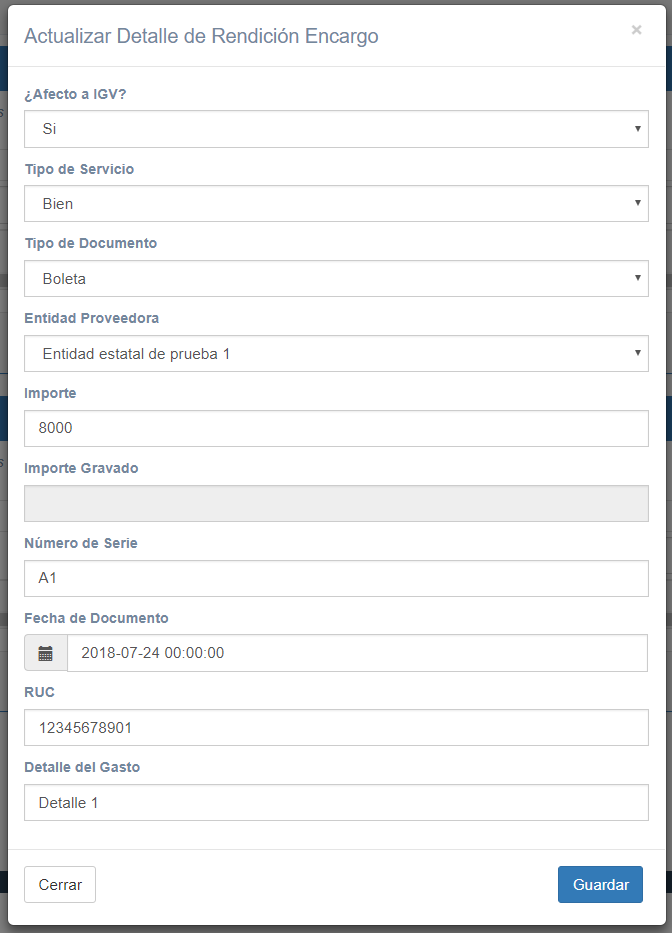 Actualizar Detalle de Rendición Encargo
×
¿Afecto a IGV?
Si
Tipo de Servicio
Bien
Tipo de Documento
Boleta
Entidad Proveedora
Entidad estatal de prueba 1
Importe
8000
Importe Gravado
Número de Serie
A1
Fecha de Documento
2018-07-24 00:00:00
RUC
12345678901
Detalle del Gasto
Detalle 1
Cerrar
Guardar